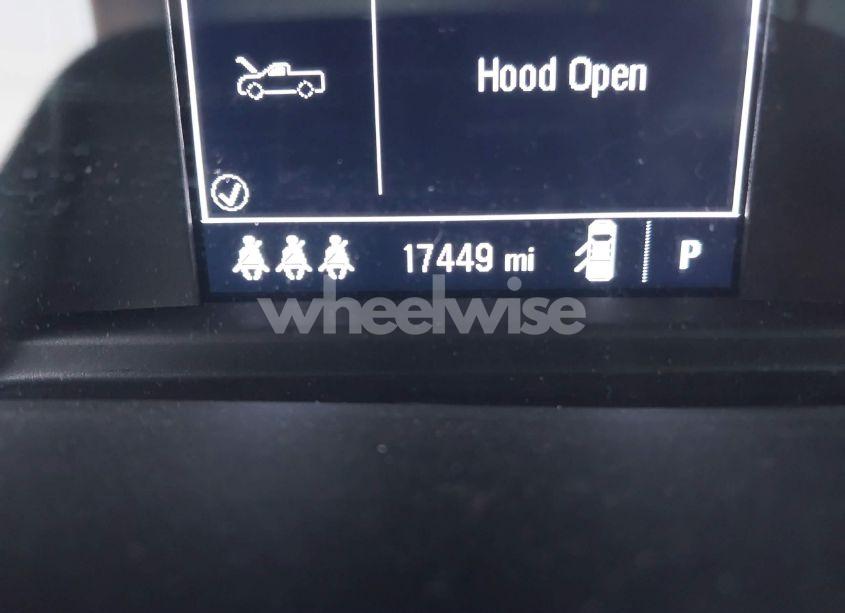 Hood Open
17449 mi
P
wheelwise